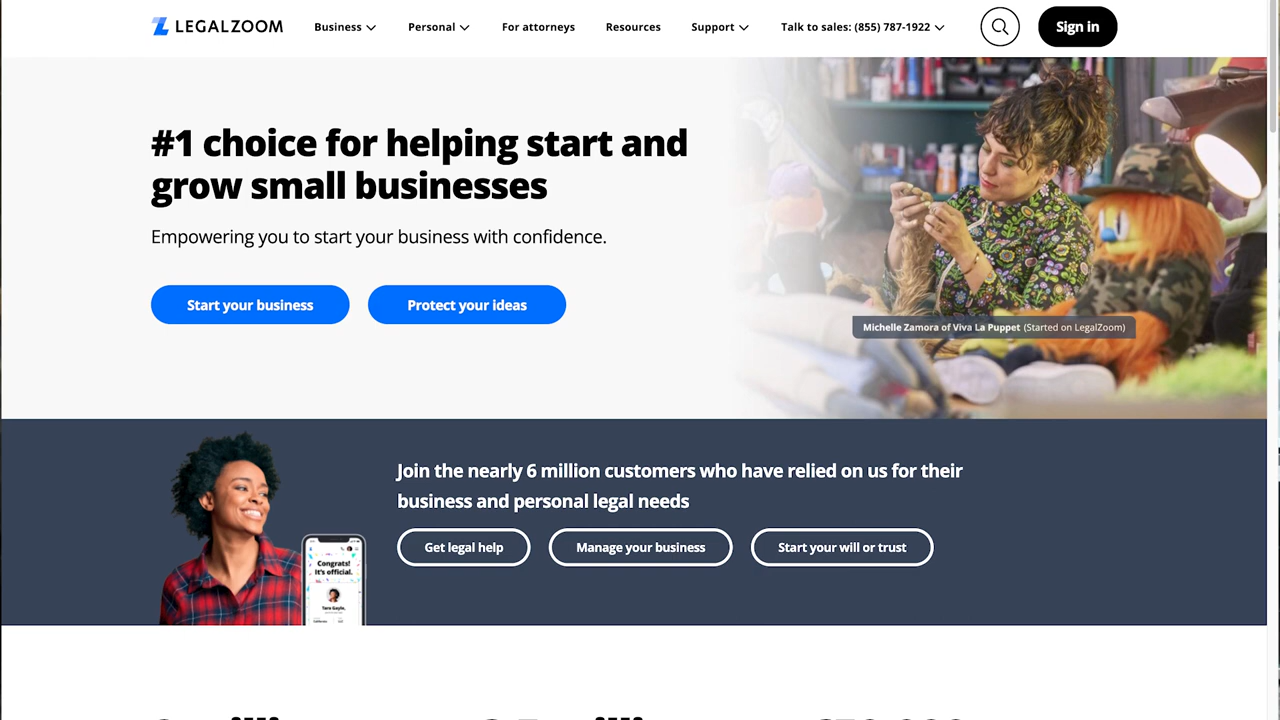 LEGALZOOM
Business
Personal
For attorneys
Resources
Support
Talk to sales: (855) 787-1922
Sign in
#1 choice for helping start and
grow small businesses
Empowering you to start your business with confidence.
Start your business
Protect your ideas
Michelle Zamora of Viva La Puppet (Started on LegalZoom)
Join the nearly 6 million customers who have relied on us for their
business and personal legal needs
Get legal help
Manage your business
Start your will or trust
Congrats!
It's official.
Tara Gayle,